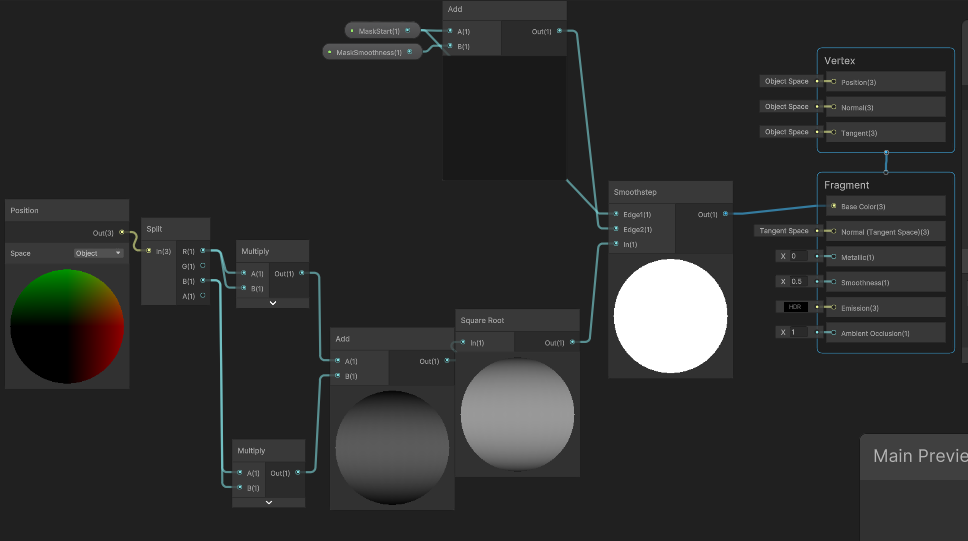 Add
MaskStart(1)
A(1)
Out(1)
MaskSmoothness(1)
B(1)
Vertex
Object Space
Position(3)
Object Space
Normal(3)
Object Space
Tangent(3)
Smoothstep
Edge1(1)
Out(1)
Edge2(1)
In(1)
Fragment
Base Color(3)
Tangent Space
Normal (Tangent Space)(3)
X 0
Metallic(1)
X 0.5
Smoothness(1)
HDR
Emission(3)
X 1
Ambient Occlusion(1)
Position
Out(3)
Space
Object
Split
In(3)
R(1)
G(1)
B(1)
A(1)
Multiply
A(1)
Out(1)
B(1)
Add
A(1)
Out(1)
B(1)
Square Root
In(1)
Out(1)
Multiply
A(1)
Out(1)
B(1)
Main Previe